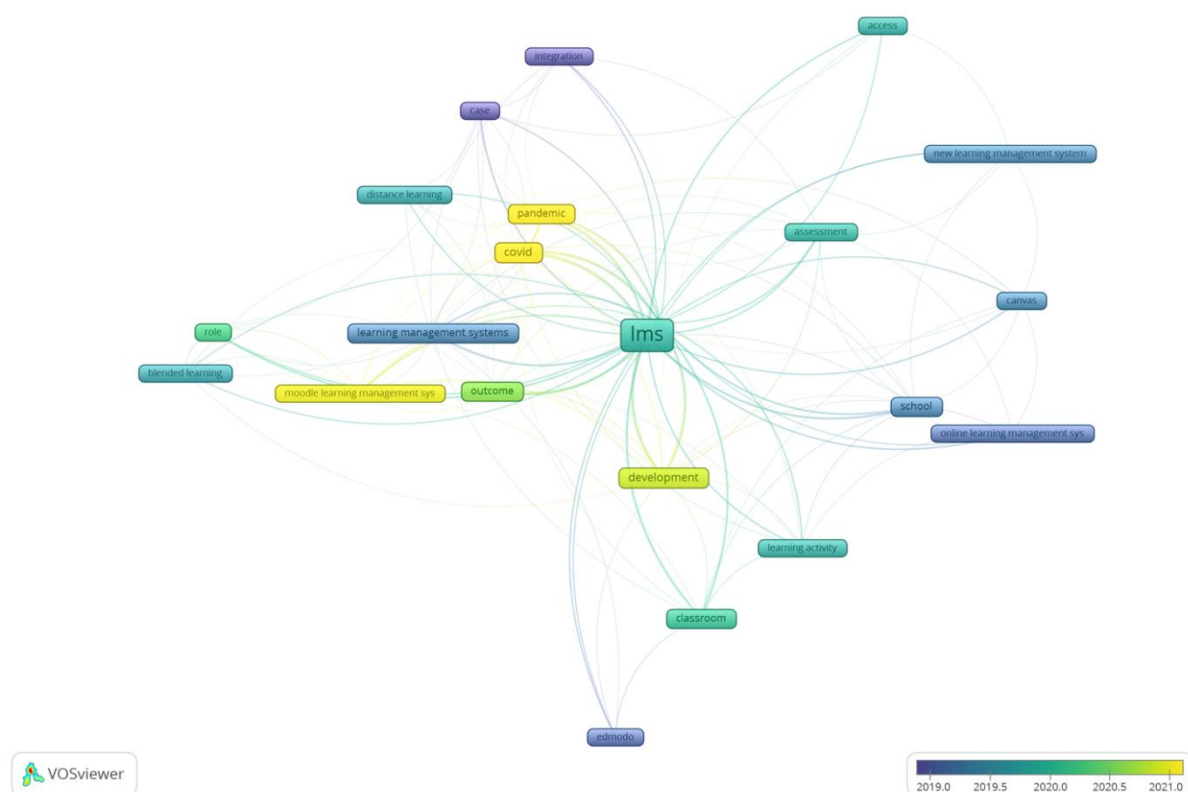 access
integration
case
new learning management system
distance learning
pandemic
assessment
covid
canvas
role
learning management systems
lms
blended learning
moodle learning management sys
outcome
school
online learning management sys
development
learning activity
classroom
edmodo
VOSviewer
2019.0 2019.5 2020.0 2020.5 2021.0